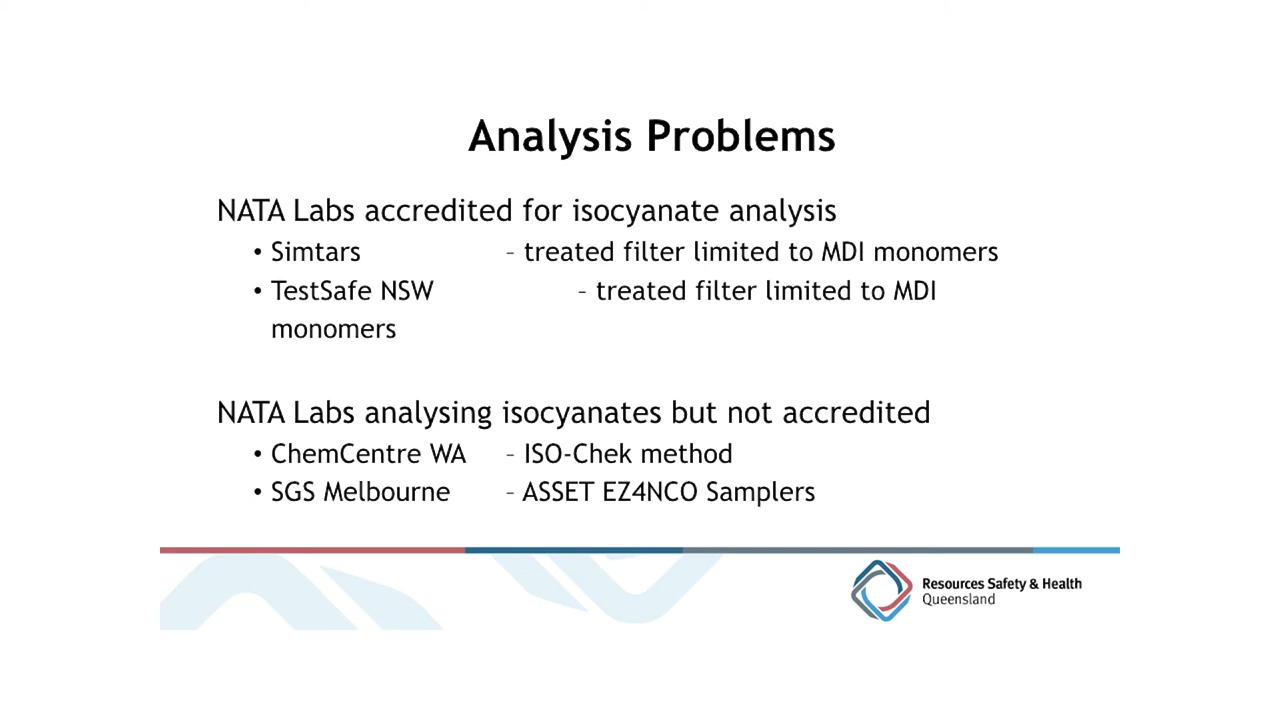 Analysis Problems
NATA Labs accredited for isocyanate analysis
• Simtars – treated filter limited to MDI monomers
• TestSafe NSW – treated filter limited to MDI
monomers
NATA Labs analysing isocyanates but not accredited
• ChemCentre WA – ISO-Chek method
• SGS Melbourne – ASSET EZ4NCO Samplers
Resources Safety & Health
Queensland